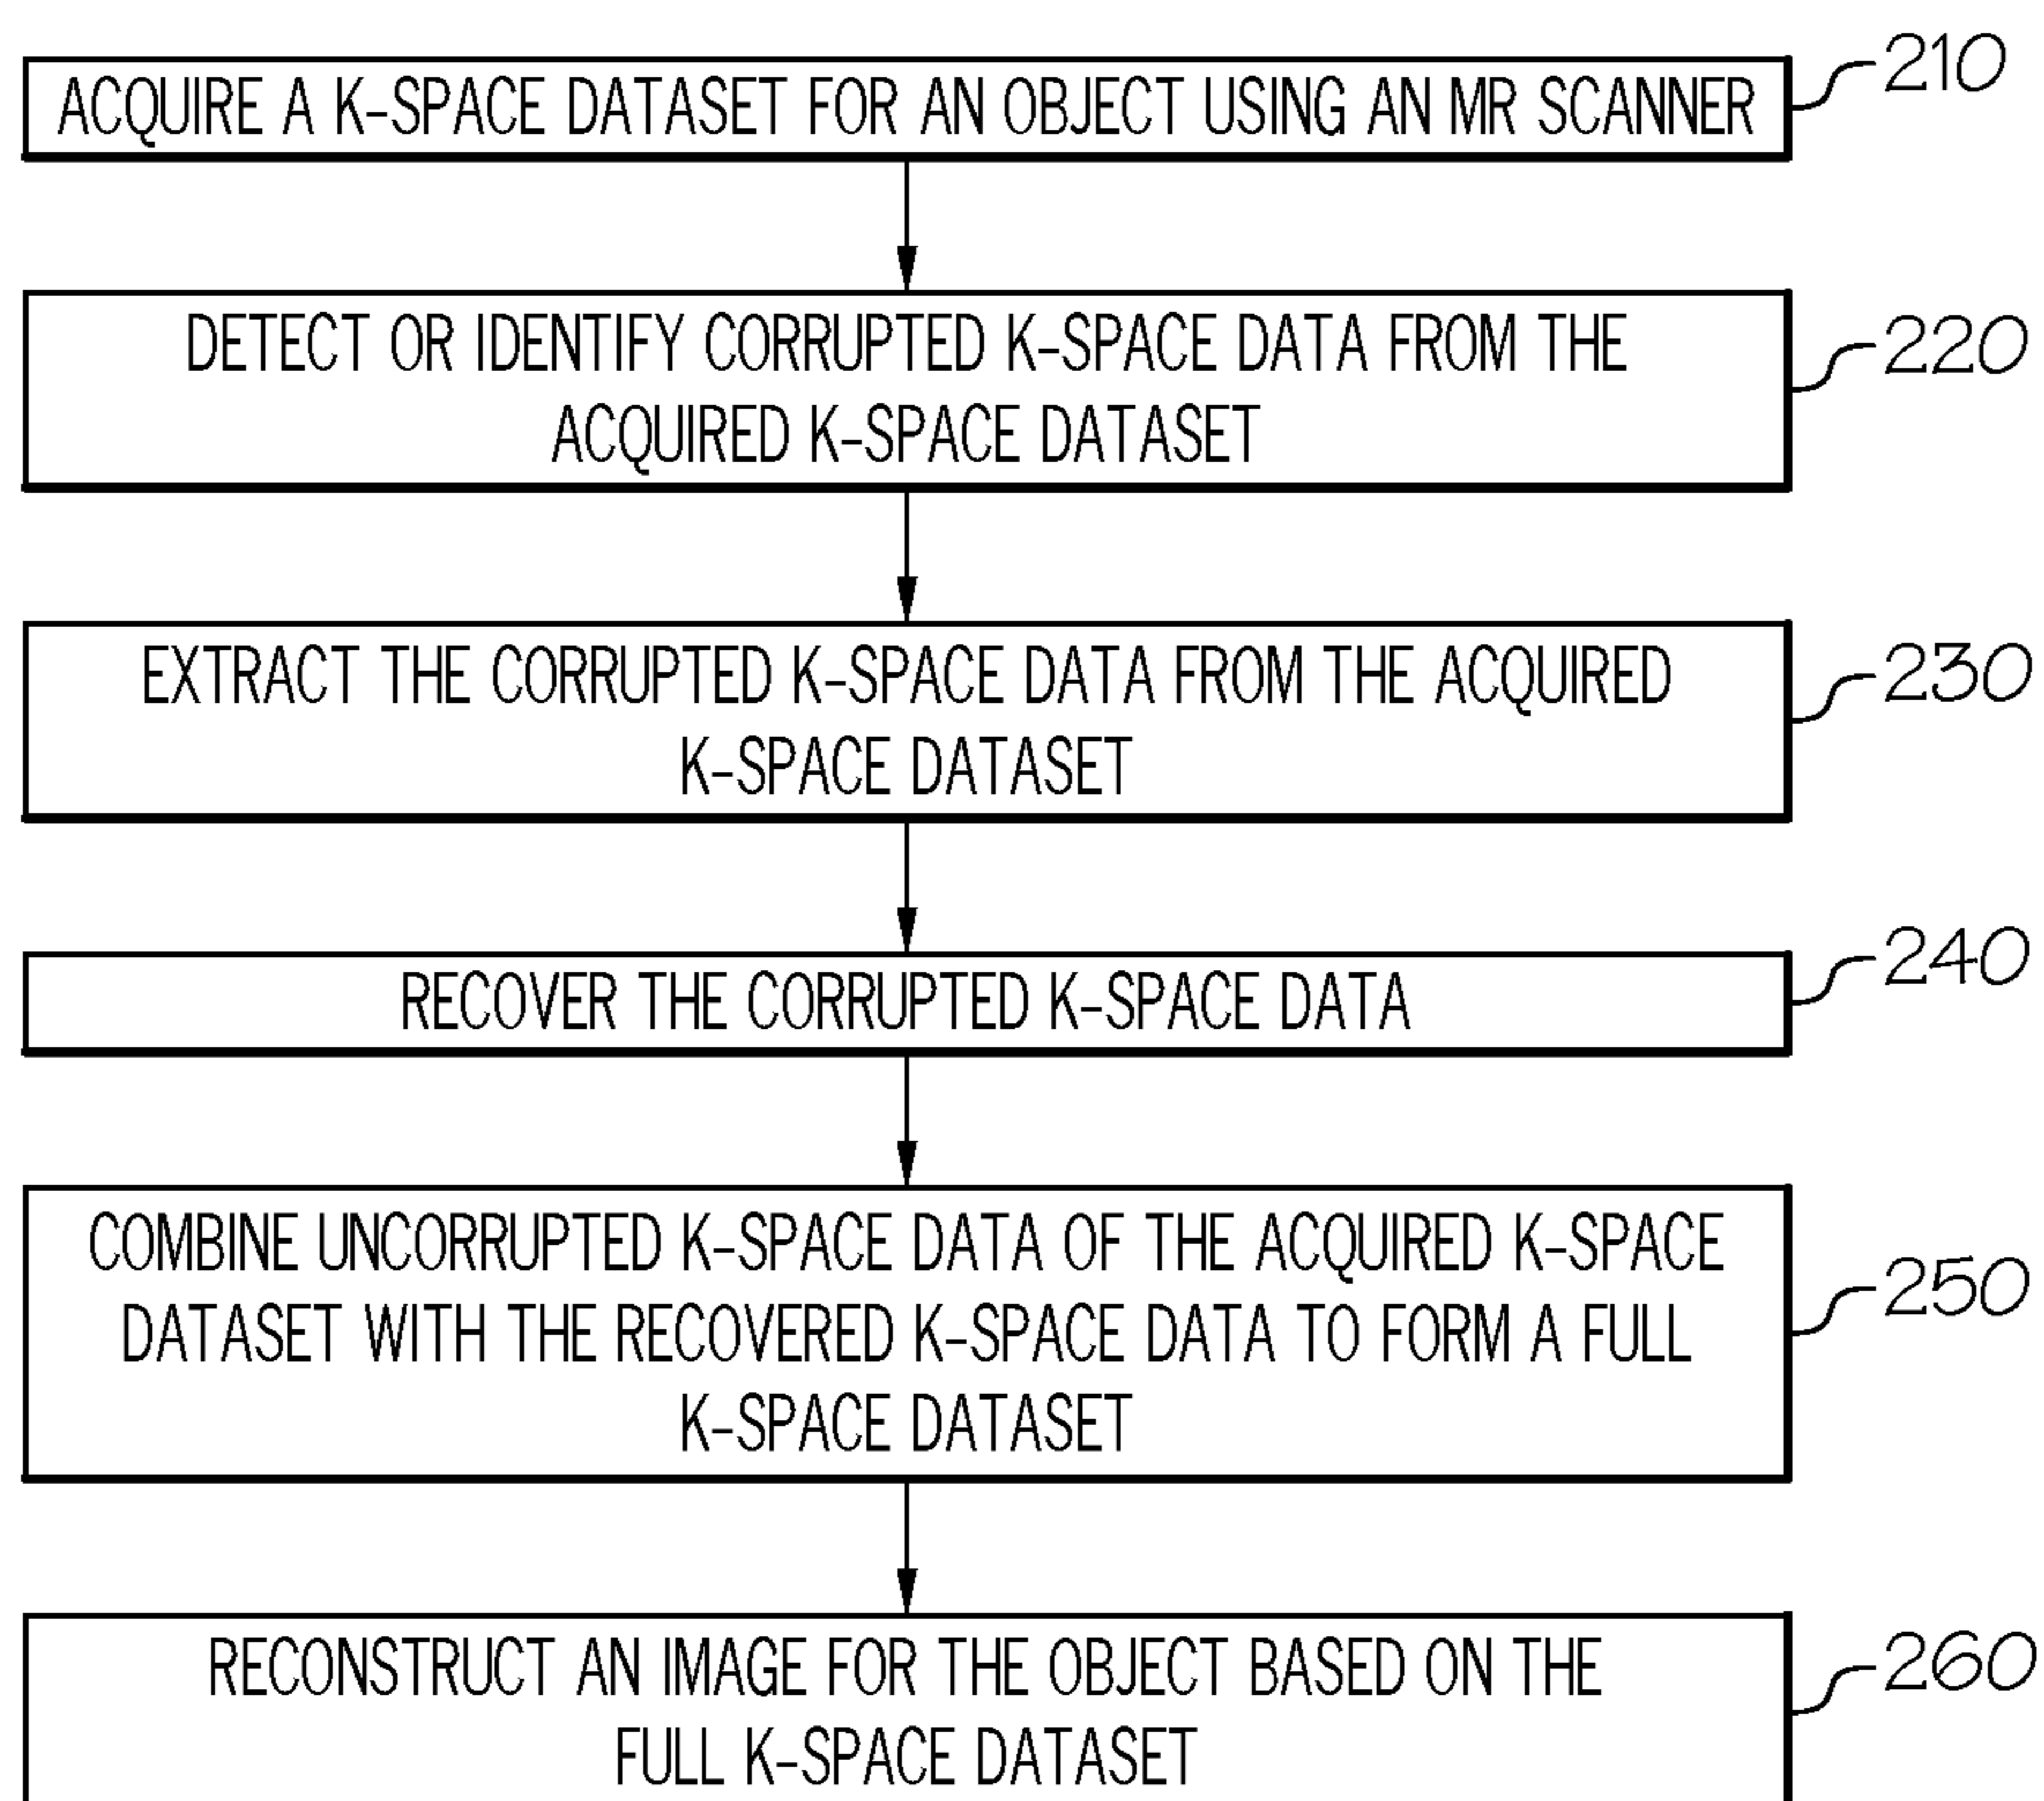 ACQUIRE A K-SPACE DATASET FOR AN OBJECT USING AN MR SCANNER
210
DETECT OR IDENTIFY CORRUPTED K-SPACE DATA FROM THE
ACQUIRED K-SPACE DATASET
220
EXTRACT THE CORRUPTED K-SPACE DATA FROM THE ACQUIRED
K-SPACE DATASET
230
RECOVER THE CORRUPTED K-SPACE DATA
240
COMBINE UNCORRUPTED K-SPACE DATA OF THE ACQUIRED K-SPACE
DATASET WITH THE RECOVERED K-SPACE DATA TO FORM A FULL
K-SPACE DATASET
250
RECONSTRUCT AN IMAGE FOR THE OBJECT BASED ON THE
FULL K-SPACE DATASET
260